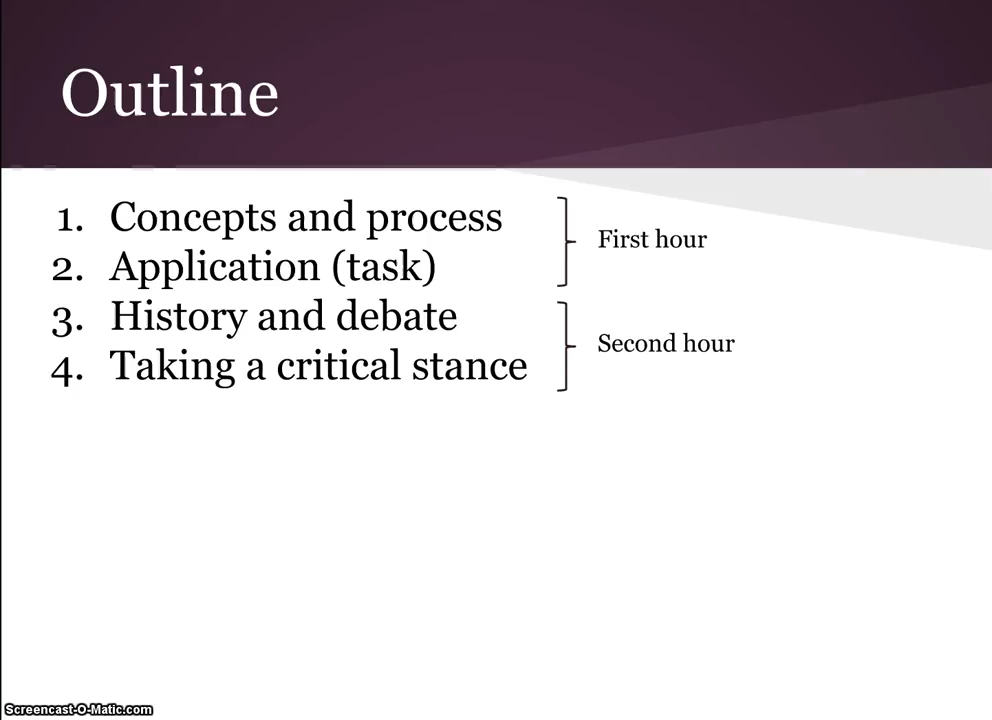 Outline
1. Concepts and process
2. Application (task)
First hour
3. History and debate
4. Taking a critical stance
Second hour
Screencast-O-Matic.com